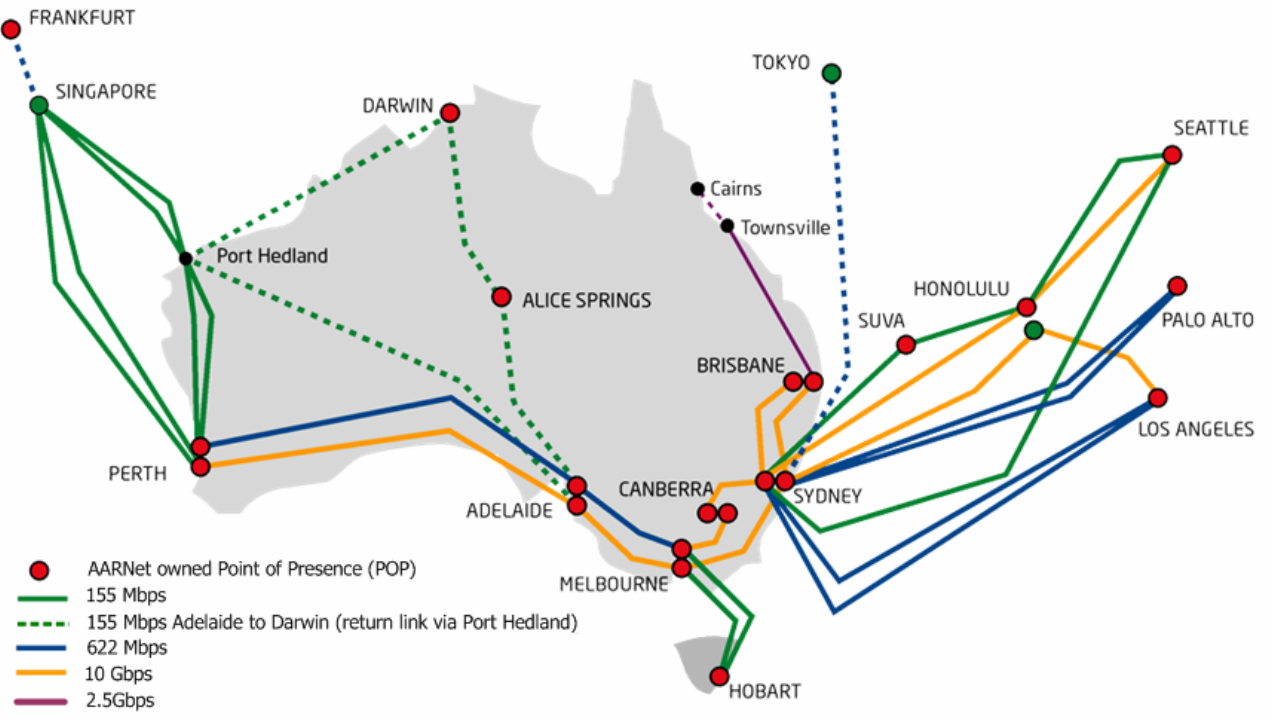 FRANKFURT
SINGAPORE
DARWIN
TOKYO
SEATTLE
Cairns
Townsville
Port Hedland
ALICE SPRINGS
HONOLULU
SUVA
PALO ALTO
BRISBANE
LOS ANGELES
PERTH
CANBERRA
SYDNEY
ADELAIDE
MELBOURNE
HOBART
AARNet owned Point of Presence (POP)
155 Mbps
155 Mbps Adelaide to Darwin (return link via Port Hedland)
622 Mbps
10 Gbps
2.5Gbps